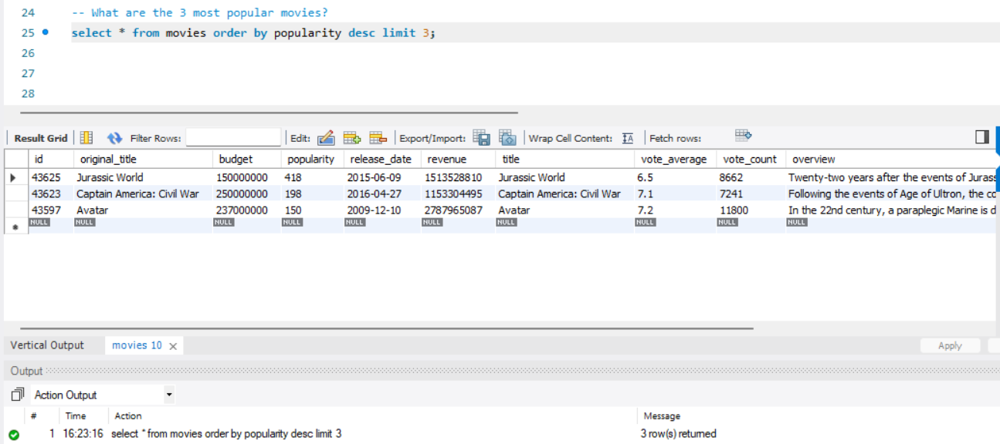 24 -- What are the 3 most popular movies?
25 select * from movies order by popularity desc limit 3;
26
27
28
Result Grid Filter Rows: Edit: Export/Import: Wrap Cell Content: IA Fetch rows:
id original_title budget popularity release_date revenue title vote_average vote_count overview
43625 Jurassic World 150000000 418 2015-06-09 1513528810 Jurassic World 6.5 8662 Twenty-two years after the events of Jurass
43623 Captain America: Civil War 250000000 198 2016-04-27 1153304495 Captain America: Civil War 7.1 7241 Following the events of Age of Ultron, the co
43597 Avatar 237000000 150 2009-12-10 2787965087 Avatar 7.2 11800 In the 22nd century, a paraplegic Marine is d
NULL NULL NULL NULL NULL NULL NULL NULL NULL NULL
Vertical Output movies 10 Apply
Output
Action Output
# Time Action Message
1 16:23:16 select * from movies order by popularity desc limit 3 3 row(s) returned